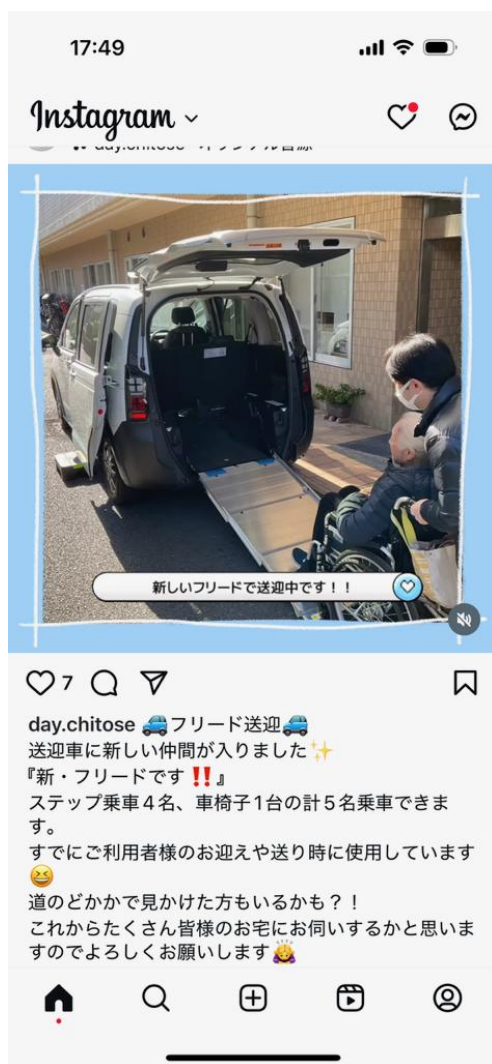 17:49
Instagram
新しいフリードで送迎中です！！
7
day.chitose 🚙フリード送迎🚙
送迎車に新しい仲間が入りました✨
『新・フリードです‼️』
ステップ乗車4名、車椅子1台の計5名乗車できま
す。
すでにご利用者様のお迎えや送り時に使用しています
😆
道のどかかで見かけた方もいるかも？！
これからたくさん皆様のお宅にお伺いするかと思いま
すのでよろしくお願いします🙇‍♀️